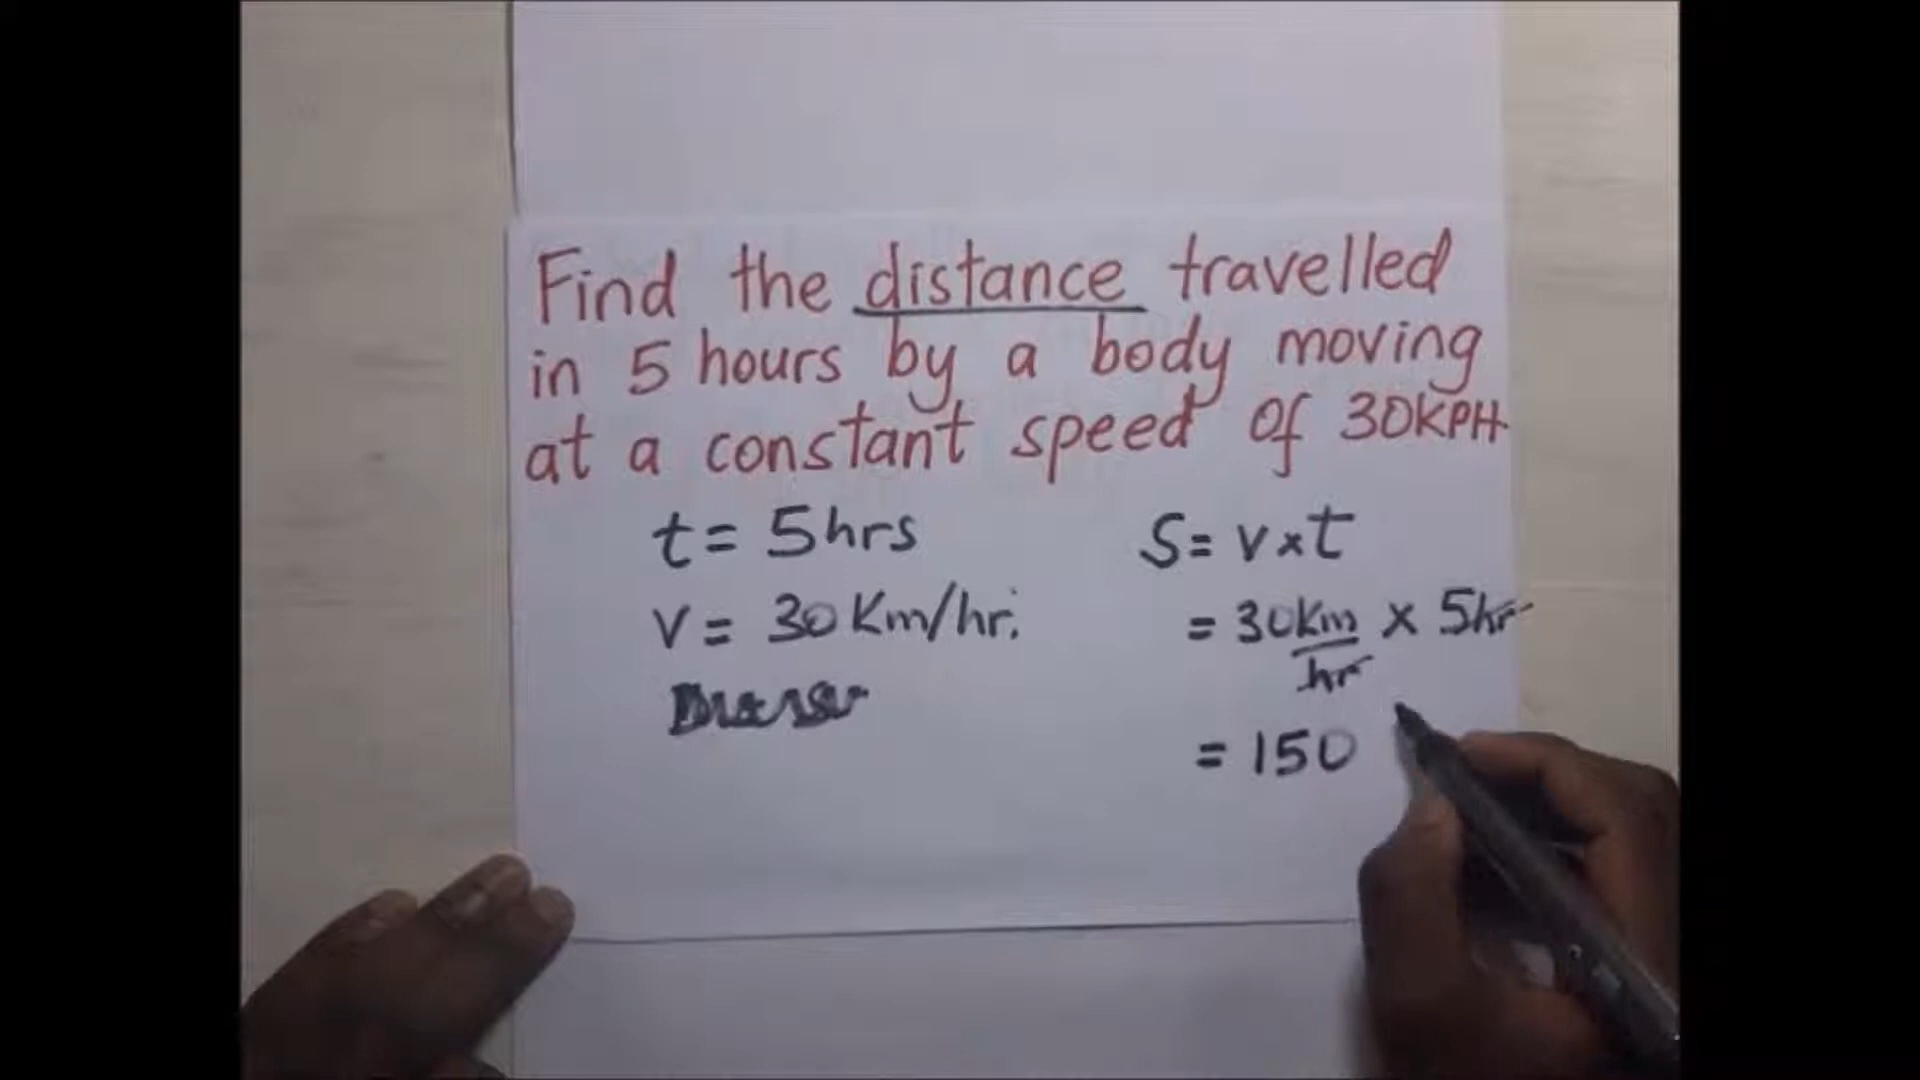 Find the distance travelled
in 5 hours by a body moving
at a constant speed of 30KPH
t = 5hrs
v = 30Km/hr.
S = v × t
= 30 Km/hr × 5hr
= 150